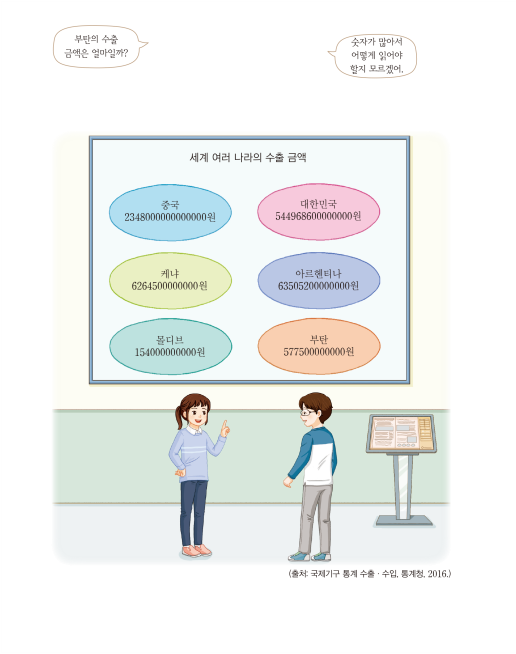 부탄의 수출
금액은 얼마일까?
숫자가 많아서
어떻게 읽어야
할지 모르겠어.
세계 여러 나라의 수출 금액
중국
2348000000000000원
대한민국
544968600000000원
케냐
6264500000000원
아르헨티나
63505200000000원
몰디브
154000000000원
부탄
577500000000원
(출처: 국제기구 통계 수출·수입, 통계청, 2016.)